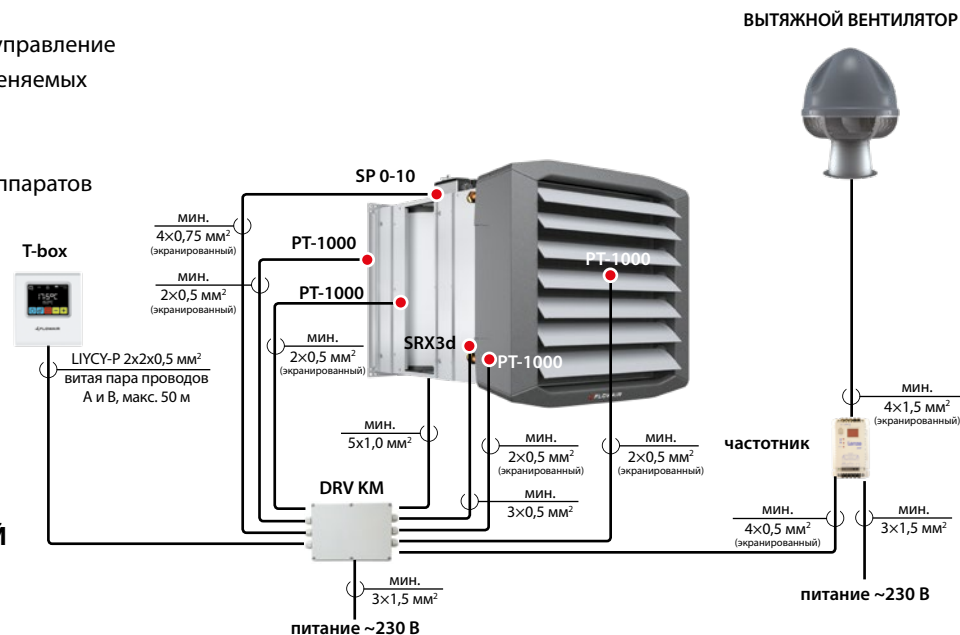 ВЫТЯЖНОЙ ВЕНТИЛЯТОР
управление
еняемых
ппаратов
SP 0-10
мин.
4×0,75 мм²
(экранированный)
T-box
PT-1000
мин.
2×0,5 мм²
(экранированный)
PT-1000
PT-1000
17.5°C
FLOWAIR
мин.
2×0,5 мм²
(экранированный)
SRX3d
PT-1000
LIYCY-P 2x2x0,5 мм²
витая пара проводов
А и В, макс. 50 м
FLOWAIR
мин.
4×1,5 мм²
(экранированный)
мин.
5x1,0 мм²
мин.
2×0,5 мм²
(экранированный)
мин.
2×0,5 мм²
(экранированный)
частотник
DRV KM
мин.
3×0,5 мм²
Й
мин.
4×0,5 мм²
(экранированный)
мин.
3×1,5 мм²
мин.
3×1,5 мм²
питание ~230 В
питание ~230 В